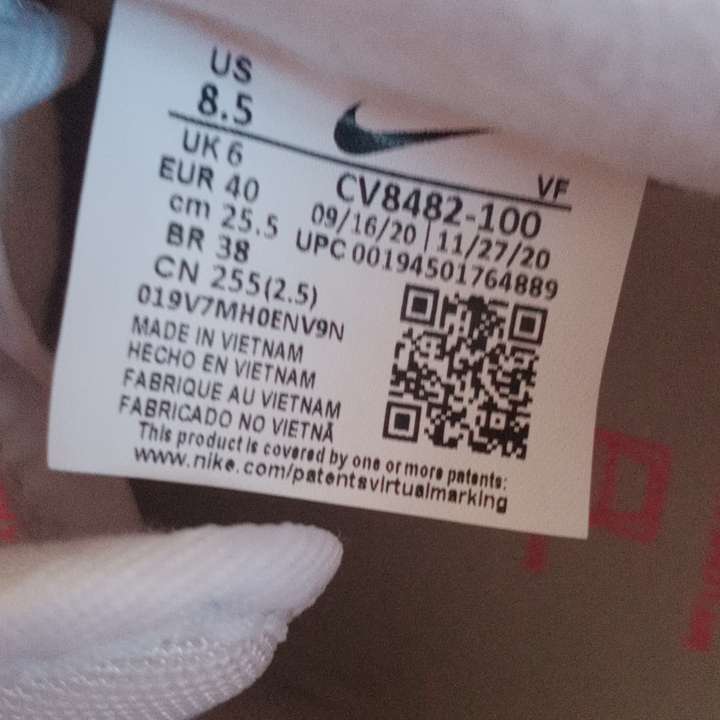 US
8.5
UK 6
EUR 40
cm 25.5
BR 38
CN 255(2.5)
019V7MH0ENV9N
VF
CV8482-100
09/16/20 | 11/27/20
UPC 00194501764889
MADE IN VIETNAM
HECHO EN VIETNAM
FABRIQUE AU VIETNAM
FABRICADO NO VIETNÃ
This product is covered by one or more patents:
www.nike.com/patentsvirtualmarking